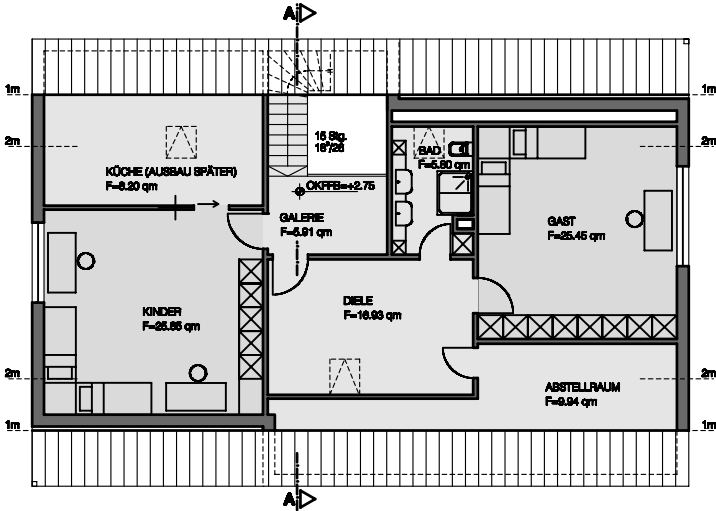 A
1m
1m
2m
2m
15 Stg.
18⁵/26
BAD
F=5.80 qm
KÜCHE (AUSBAU SPÄTER)
F=8.20 qm
OKFFB=+2.75
GALERIE
F=5.91 qm
GAST
F=25.45 qm
KINDER
F=25.85 qm
DIELE
F=16.93 qm
2m
2m
ABSTELLRAUM
F=9.94 qm
1m
1m
A